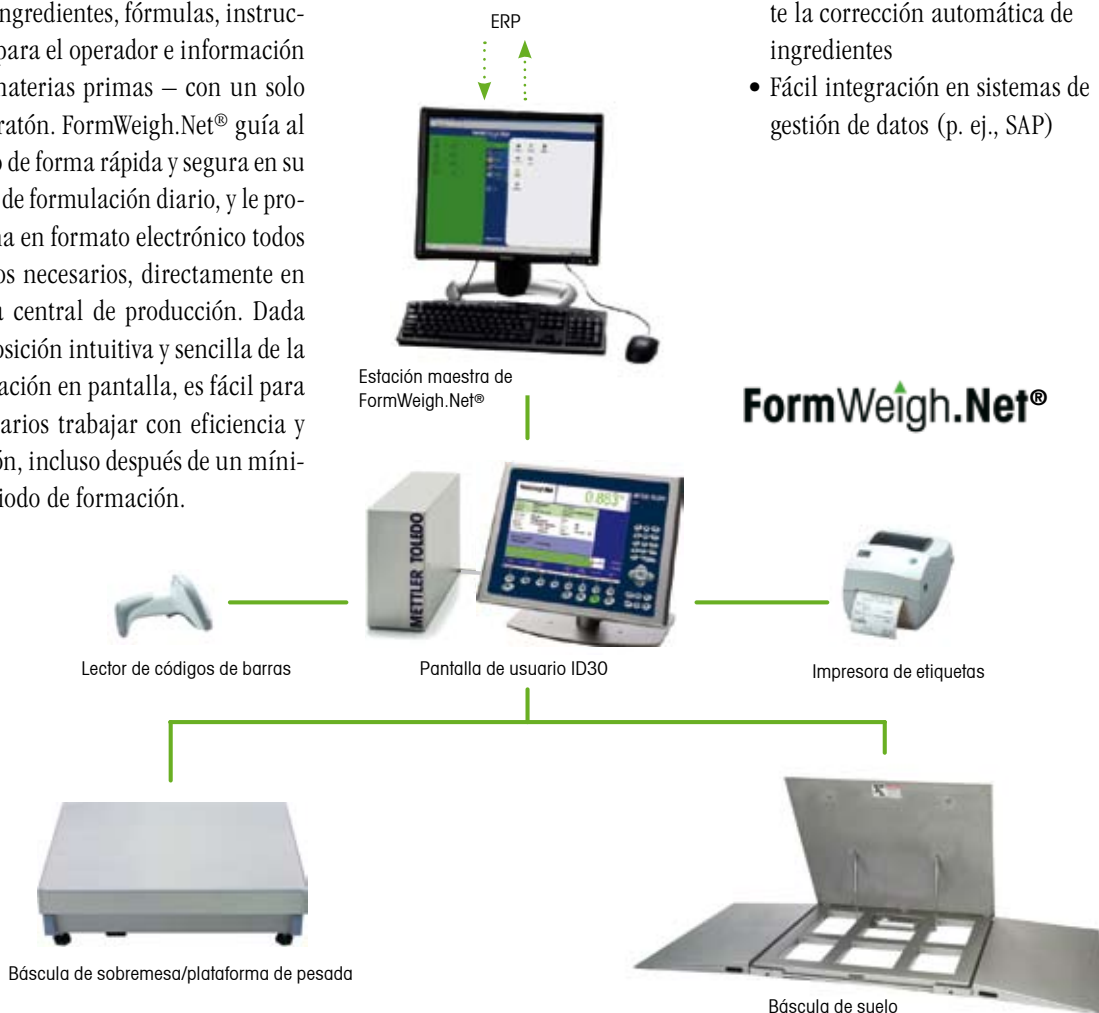 ngredientes, fórmulas, instruc-
para el operador e información
materias primas – con un solo
ratón. FormWeigh.Net® guía al
o de forma rápida y segura en su
de formulación diario, y le pro-
na en formato electrónico todos
os necesarios, directamente en
a central de producción. Dada
osición intuitiva y sencilla de la
ación en pantalla, es fácil para
arios trabajar con eficiencia y
ón, incluso después de un míni-
iodo de formación.
ERP
te la corrección automática de
ingredientes
• Fácil integración en sistemas de
gestión de datos (p. ej., SAP)
Estación maestra de
FormWeigh.Net®
FormWeigh.Net®
METTLER TOLEDO
0.883
Lector de códigos de barras
Pantalla de usuario ID30
Impresora de etiquetas
Báscula de sobremesa/plataforma de pesada
Báscula de suelo